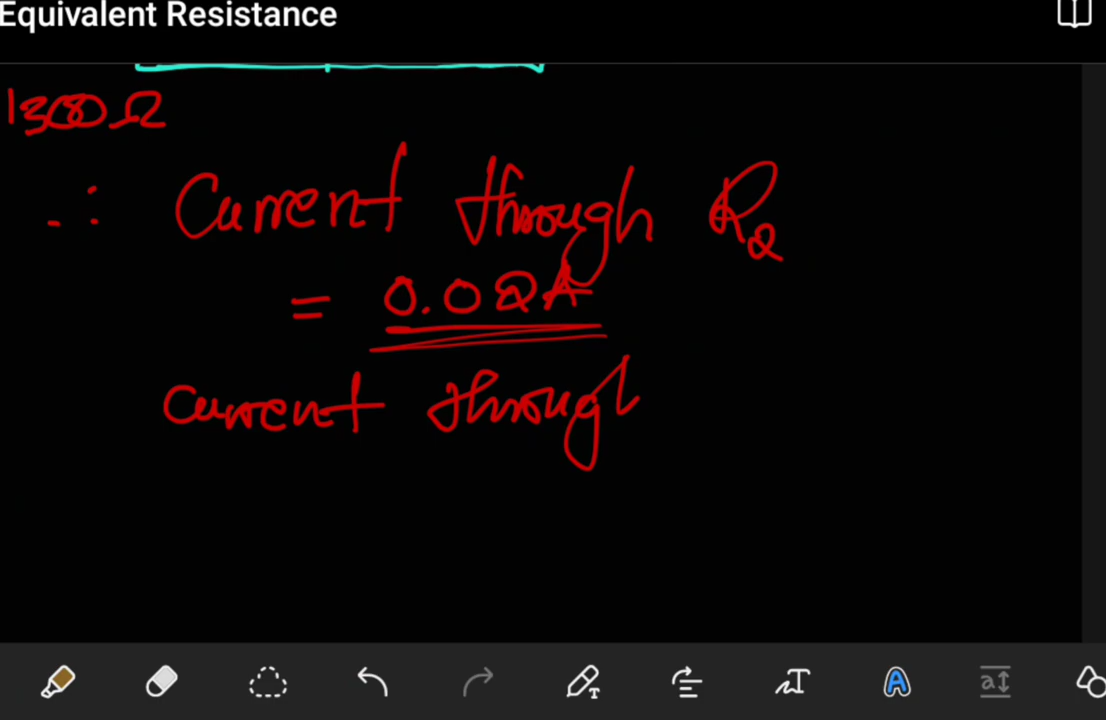 Equivalent Resistance
1300Ω
∴ Current through R2
= 0.02A
Current through